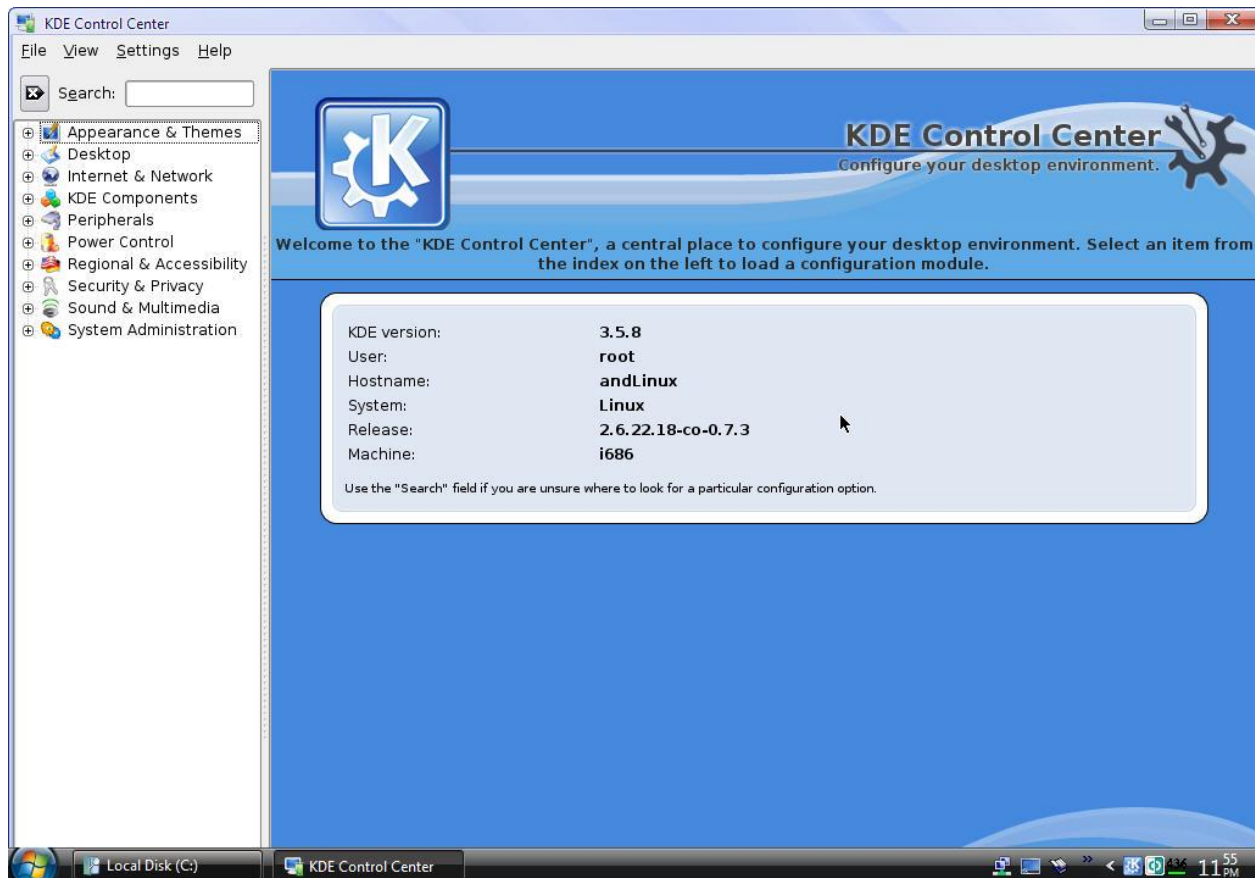 KDE Control Center
File View Settings Help
Search:
Appearance & Themes
Desktop
Internet & Network
KDE Components
Peripherals
Power Control
Regional & Accessibility
Security & Privacy
Sound & Multimedia
System Administration
KDE Control Center
Configure your desktop environment.
Welcome to the "KDE Control Center", a central place to configure your desktop environment. Select an item from
the index on the left to load a configuration module.
KDE version: 3.5.8
User: root
Hostname: andLinux
System: Linux
Release: 2.6.22.18-co-0.7.3
Machine: i686
Use the "Search" field if you are unsure where to look for a particular configuration option.
Local Disk (C:) KDE Control Center 436 11 55 PM